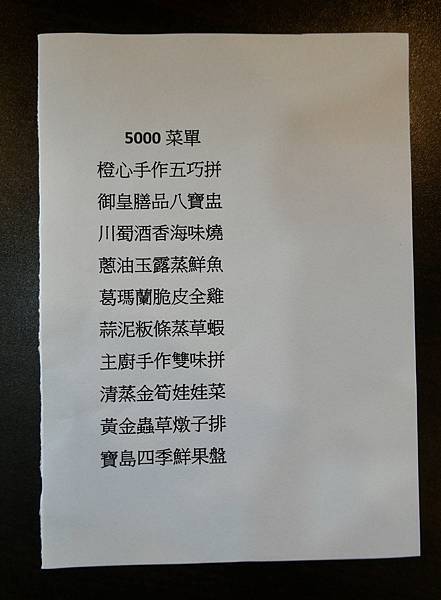 5000 菜單
橙心手作五巧拼
御皇膳品八寶盅
川蜀酒香海味燒
蔥油玉露蒸鮮魚
葛瑪蘭脆皮全雞
蒜泥粄條蒸草蝦
主廚手作雙味拼
清蒸金筍娃娃菜
黃金蟲草燉子排
寶島四季鮮果盤